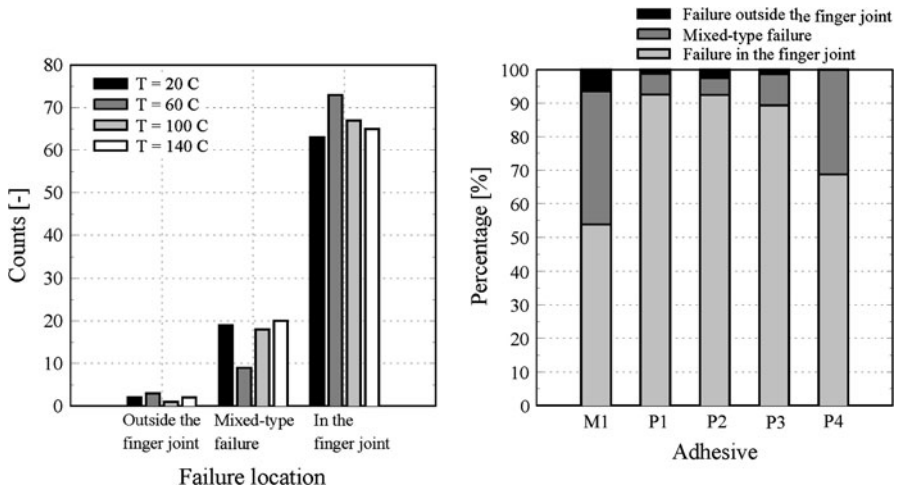 80
70
60
50
40
30
20
10
0
Counts [-]
T = 20 C
T = 60 C
T = 100 C
T = 140 C
Outside the
finger joint
Mixed-type
failure
In the
finger joint
Failure location
Failure outside the finger joint
Mixed-type failure
Failure in the finger joint
100
90
80
70
60
50
40
30
20
10
0
Percentage [%]
M1 P1 P2 P3 P4
Adhesive